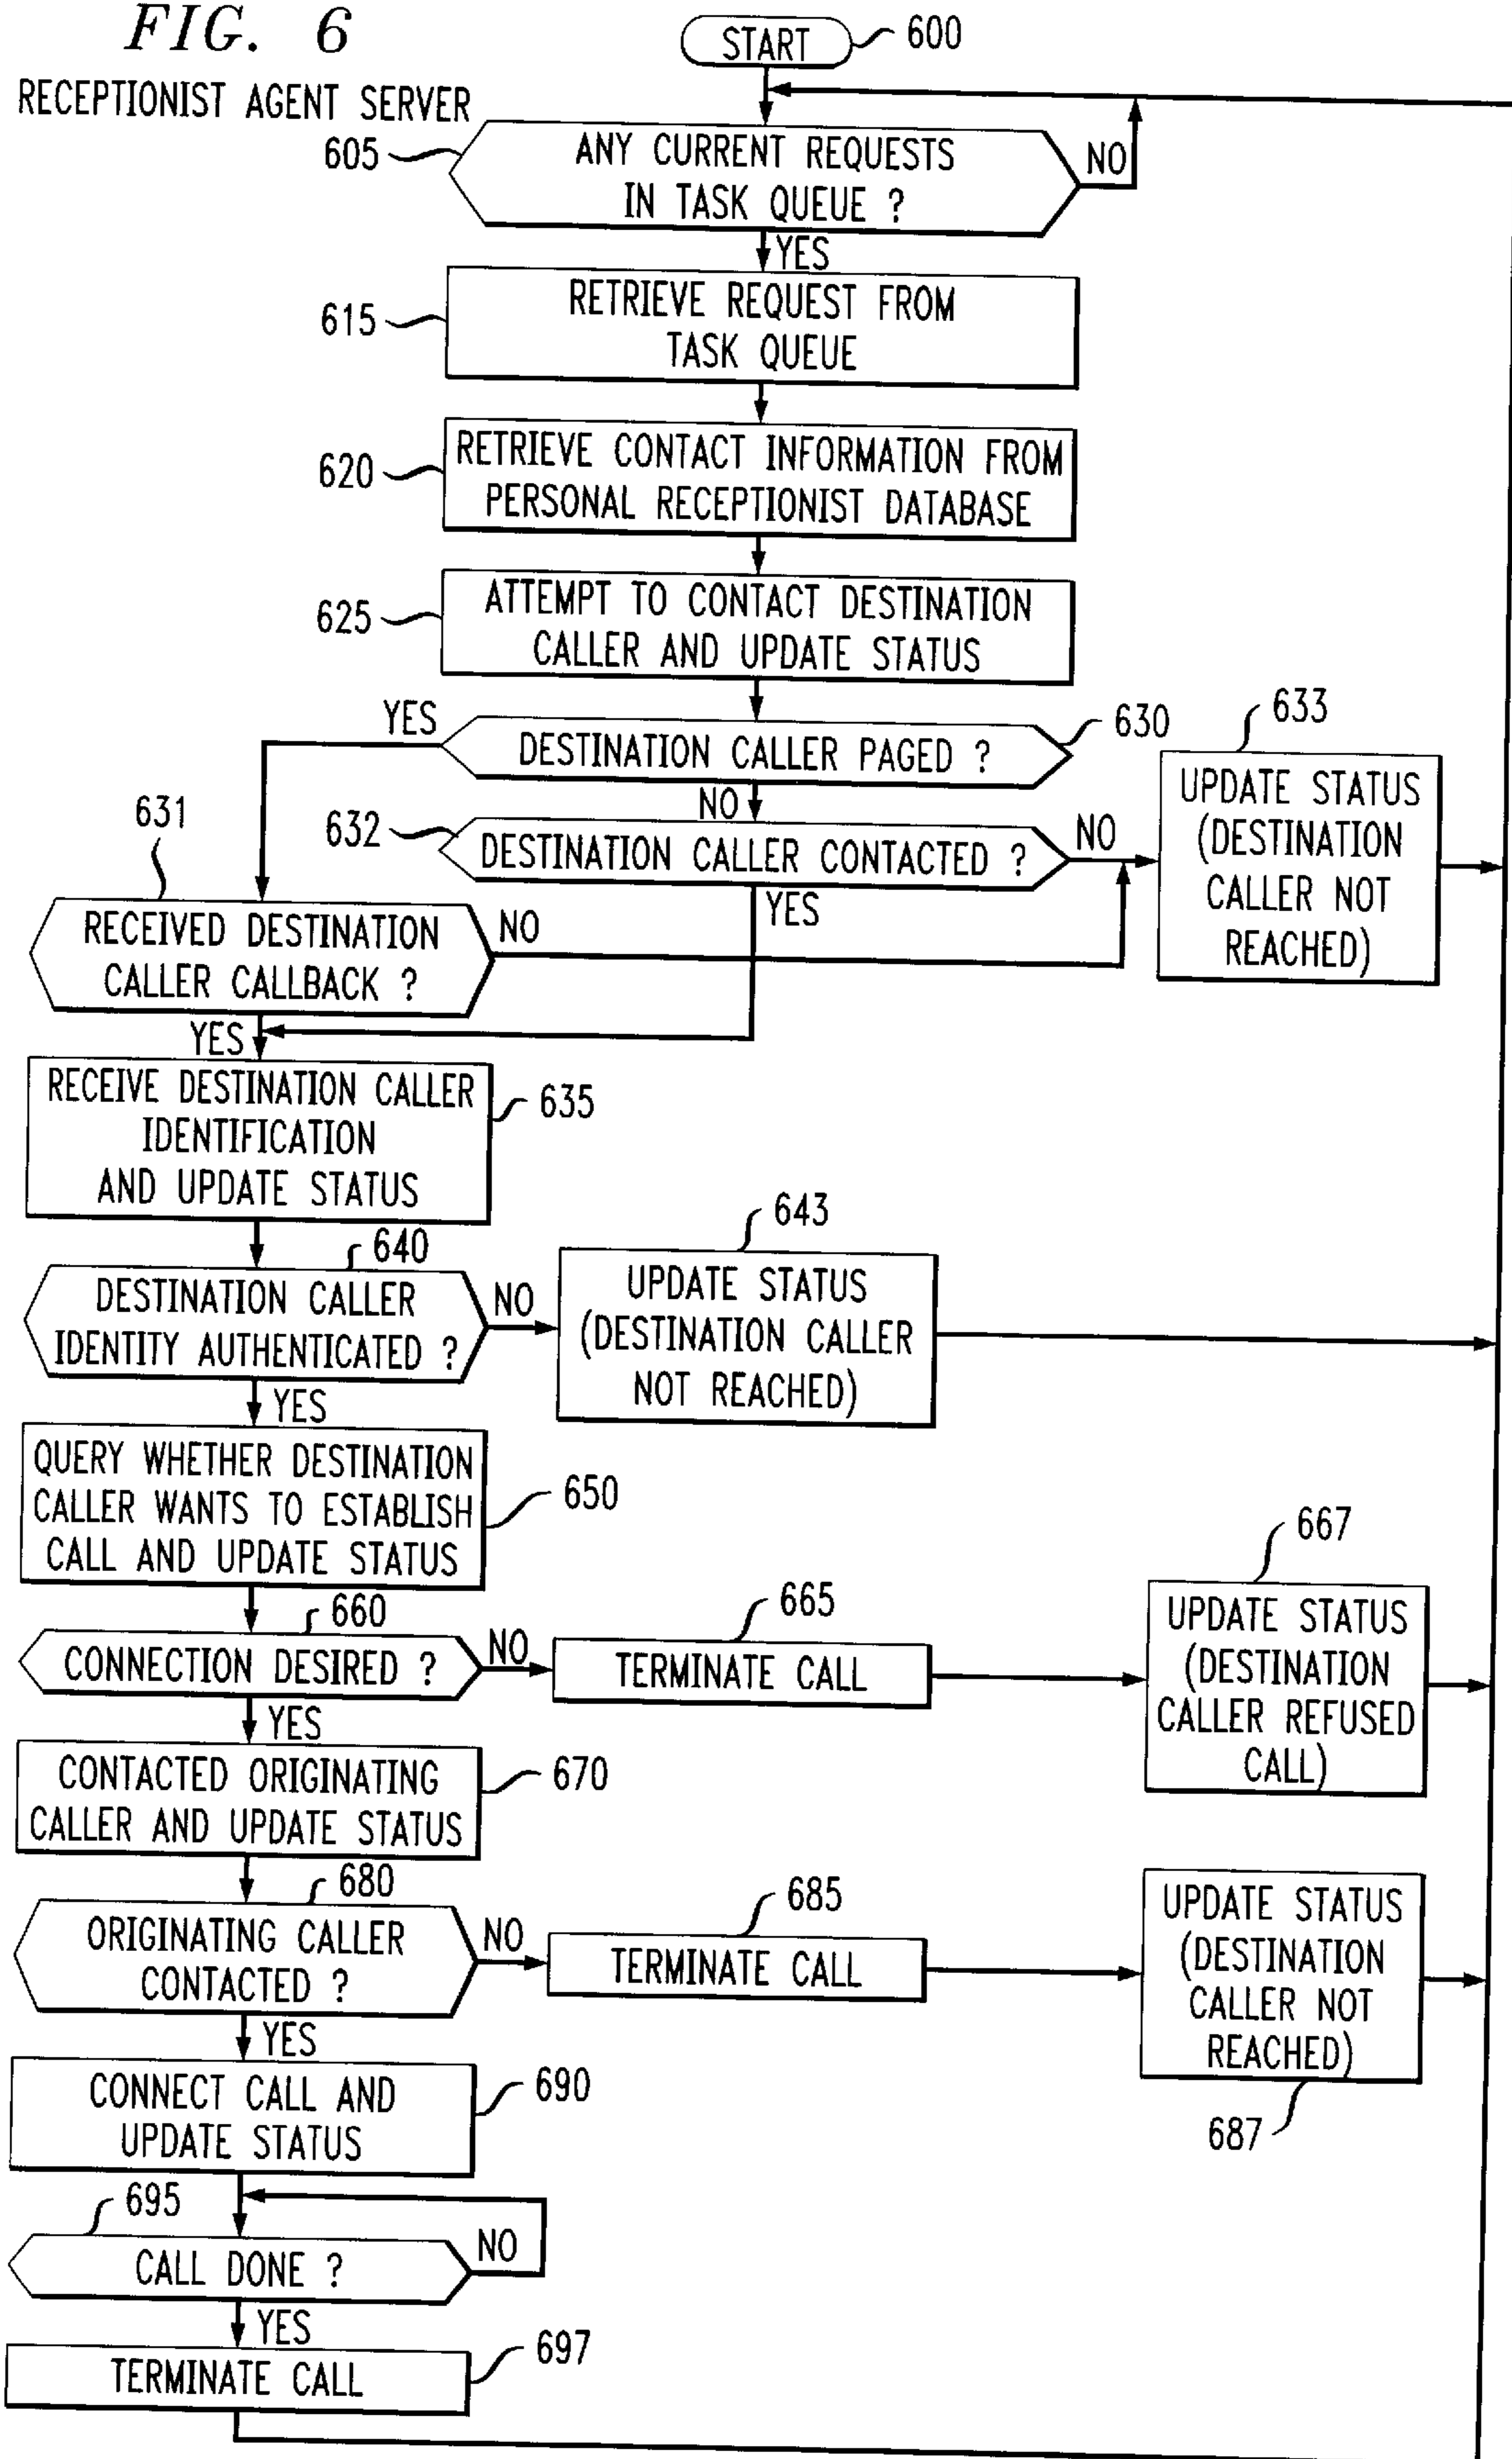 FIG. 6
RECEPTIONIST AGENT SERVER
START
600
605
ANY CURRENT REQUESTS
IN TASK QUEUE ?
NO
YES
615
RETRIEVE REQUEST FROM
TASK QUEUE
620
RETRIEVE CONTACT INFORMATION FROM
PERSONAL RECEPTIONIST DATABASE
625
ATTEMPT TO CONTACT DESTINATION
CALLER AND UPDATE STATUS
YES
DESTINATION CALLER PAGED ?
630
633
UPDATE STATUS
(DESTINATION
CALLER NOT
REACHED)
NO
632
DESTINATION CALLER CONTACTED ?
NO
YES
631
RECEIVED DESTINATION
CALLER CALLBACK ?
NO
YES
RECEIVE DESTINATION CALLER
IDENTIFICATION
AND UPDATE STATUS
635
640
DESTINATION CALLER
IDENTITY AUTHENTICATED ?
NO
643
UPDATE STATUS
(DESTINATION CALLER
NOT REACHED)
YES
QUERY WHETHER DESTINATION
CALLER WANTS TO ESTABLISH
CALL AND UPDATE STATUS
650
660
CONNECTION DESIRED ?
NO
665
TERMINATE CALL
667
UPDATE STATUS
(DESTINATION
CALLER REFUSED
CALL)
YES
CONTACTED ORIGINATING
CALLER AND UPDATE STATUS
670
680
ORIGINATING CALLER
CONTACTED ?
NO
685
TERMINATE CALL
UPDATE STATUS
(DESTINATION
CALLER NOT
REACHED)
687
YES
CONNECT CALL AND
UPDATE STATUS
690
695
CALL DONE ?
NO
YES
TERMINATE CALL
697